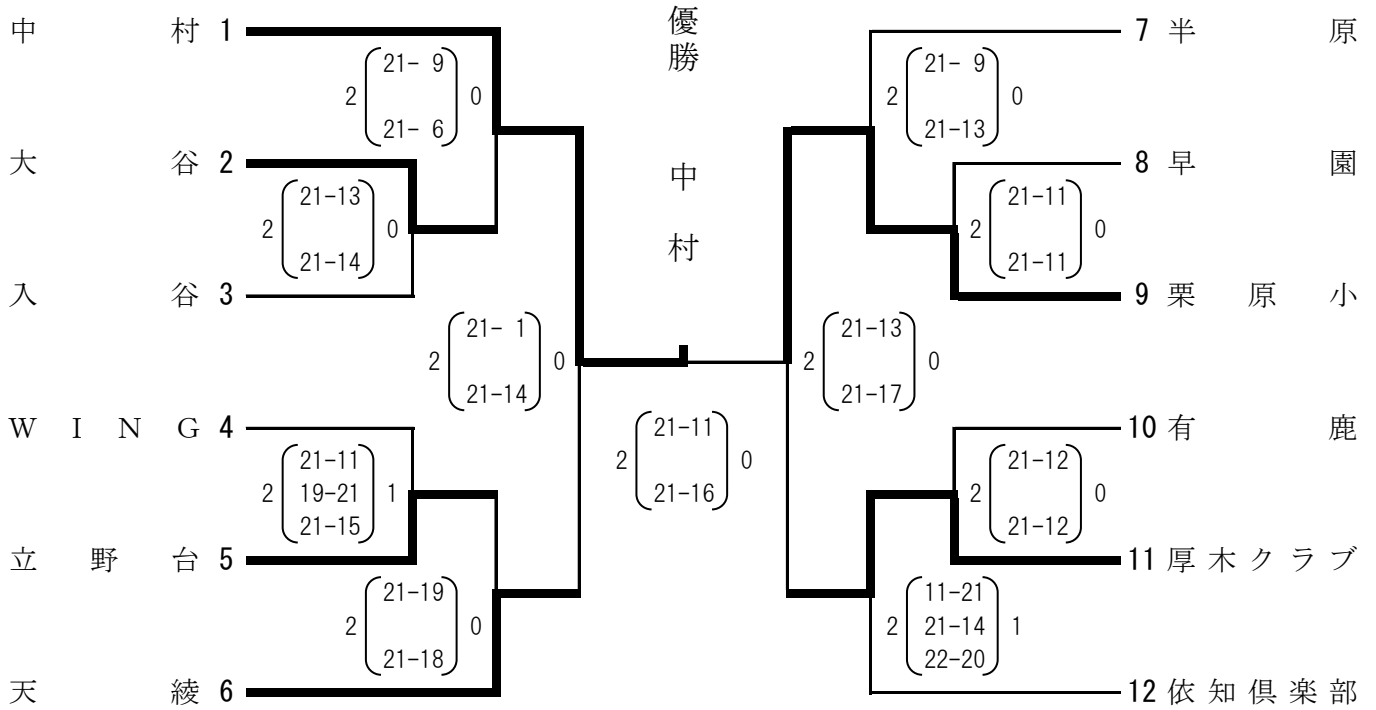 優勝
中村
中村 1
2 21- 9 0
21- 6
大谷 2
2 21-13 0
21-14
入谷 3
2 21- 1 0
21-14
WING 4
21-11
2 19-21 1
21-15
立野台 5
2 21-19 0
21-18
天綾 6
2 21-11 0
21-16
7 半原
2 21- 9 0
21-13
8 早園
2 21-11 0
21-11
9 栗原小
2 21-13 0
21-17
10 有鹿
2 21-12 0
21-12
11 厚木クラブ
11-21
2 21-14 1
22-20
12 依知倶楽部